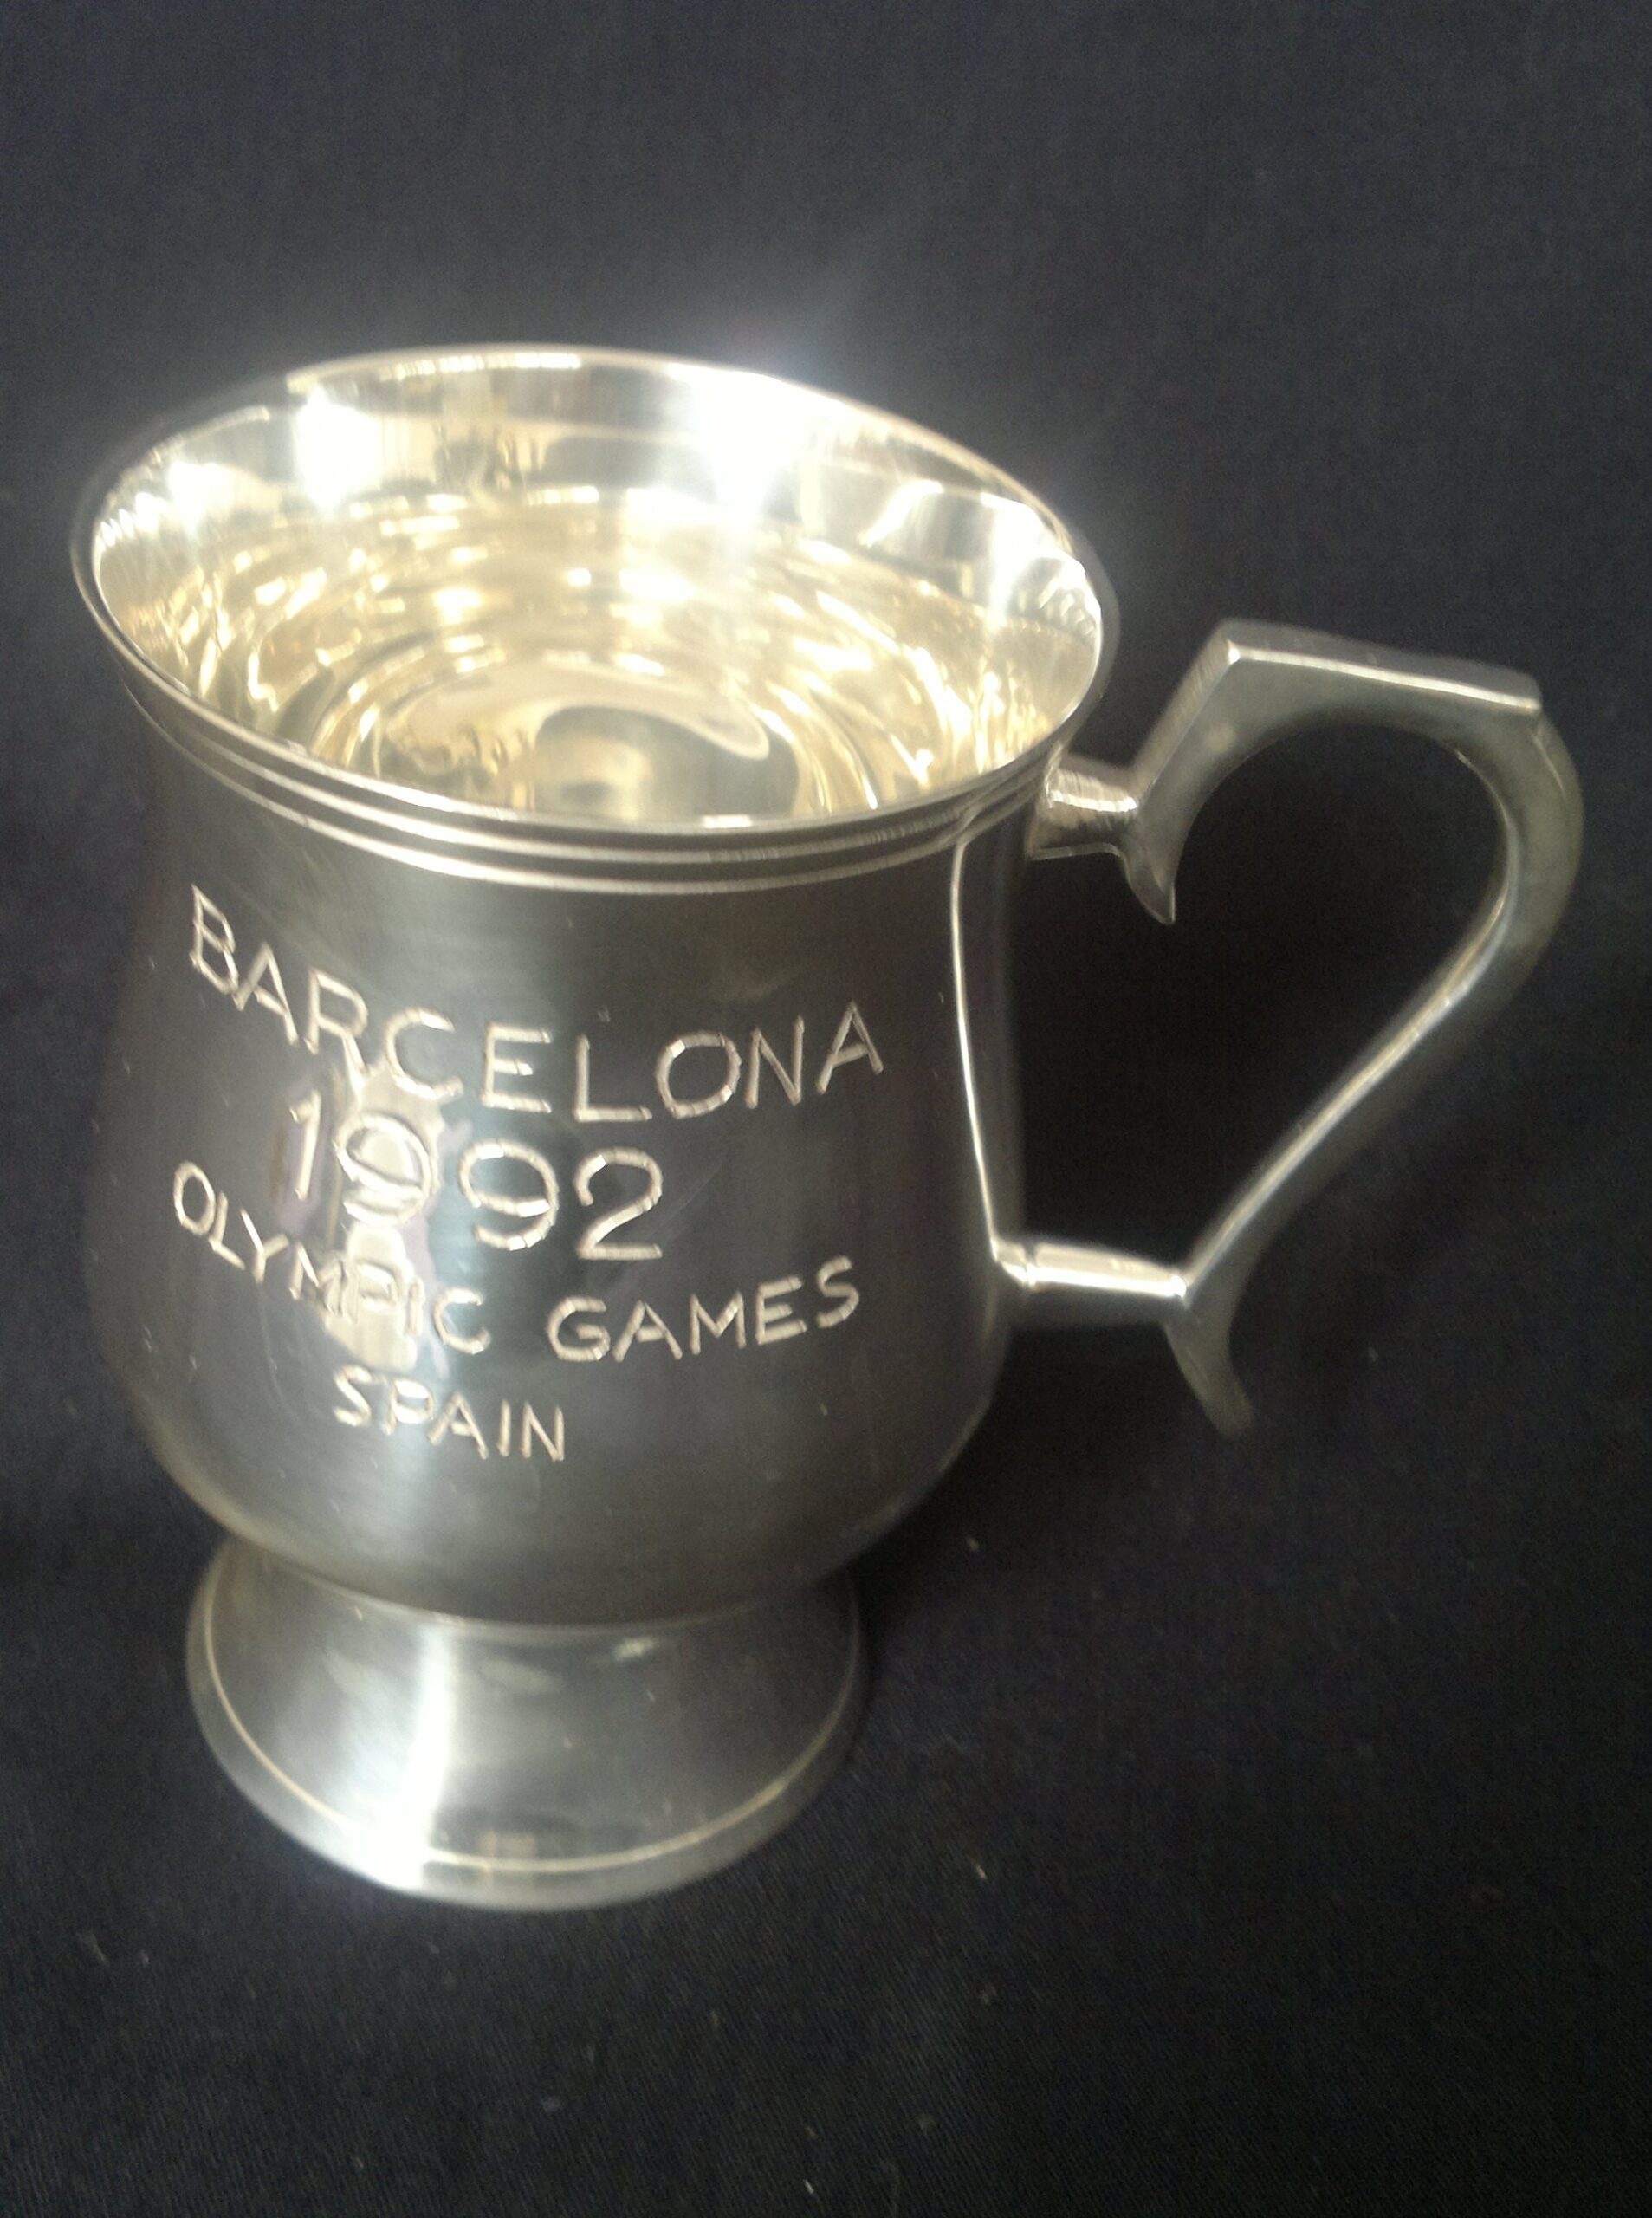 BARCELONA
1992
OLYMPIC GAMES
SPAIN